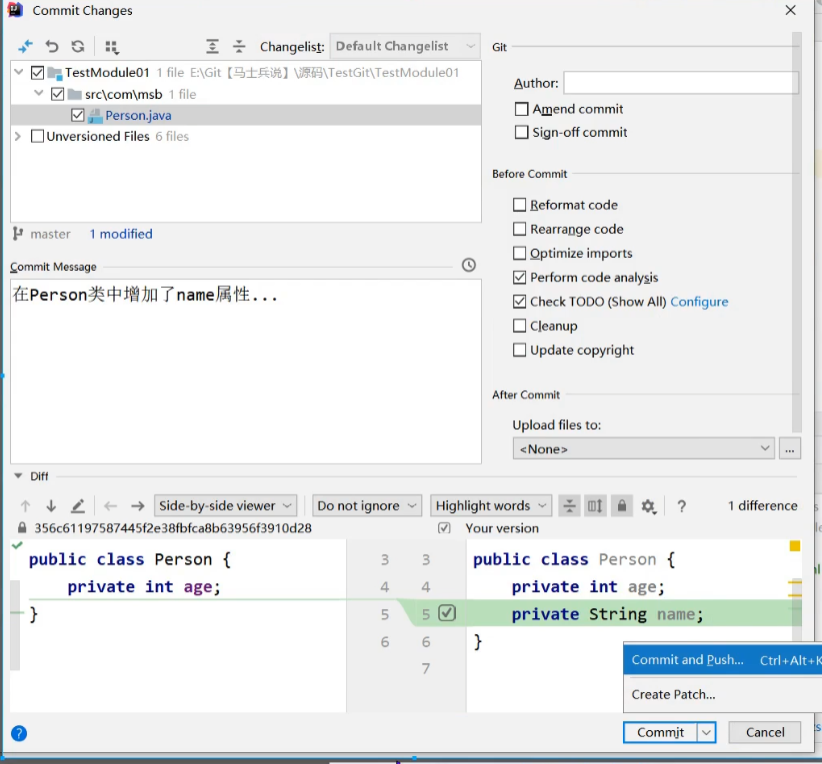 Commit Changes
Changelist: Default Changelist
Git
TestModule01 1 file E:\Git【马士兵说】\源码\TestGit\TestModule01
src\com\msb 1 file
Person.java
Unversioned Files 6 files
Author:
Amend commit
Sign-off commit
Before Commit
Reformat code
Rearrange code
Optimize imports
Perform code analysis
Check TODO (Show All) Configure
Cleanup
Update copyright
master 1 modified
Commit Message
在Person类中增加了name属性...
After Commit
Upload files to:
<None>
...
Diff
Side-by-side viewer Do not ignore Highlight words ? 1 difference
356c61197587445f2e38fbfca8b63956f3910d28 Your version
public class Person { 3 3 public class Person {
private int age; 4 4 private int age;
} 5 5 private String name;
6 6 }
7
Commit and Push... Ctrl+Alt+K
Create Patch...
? Commit Cancel